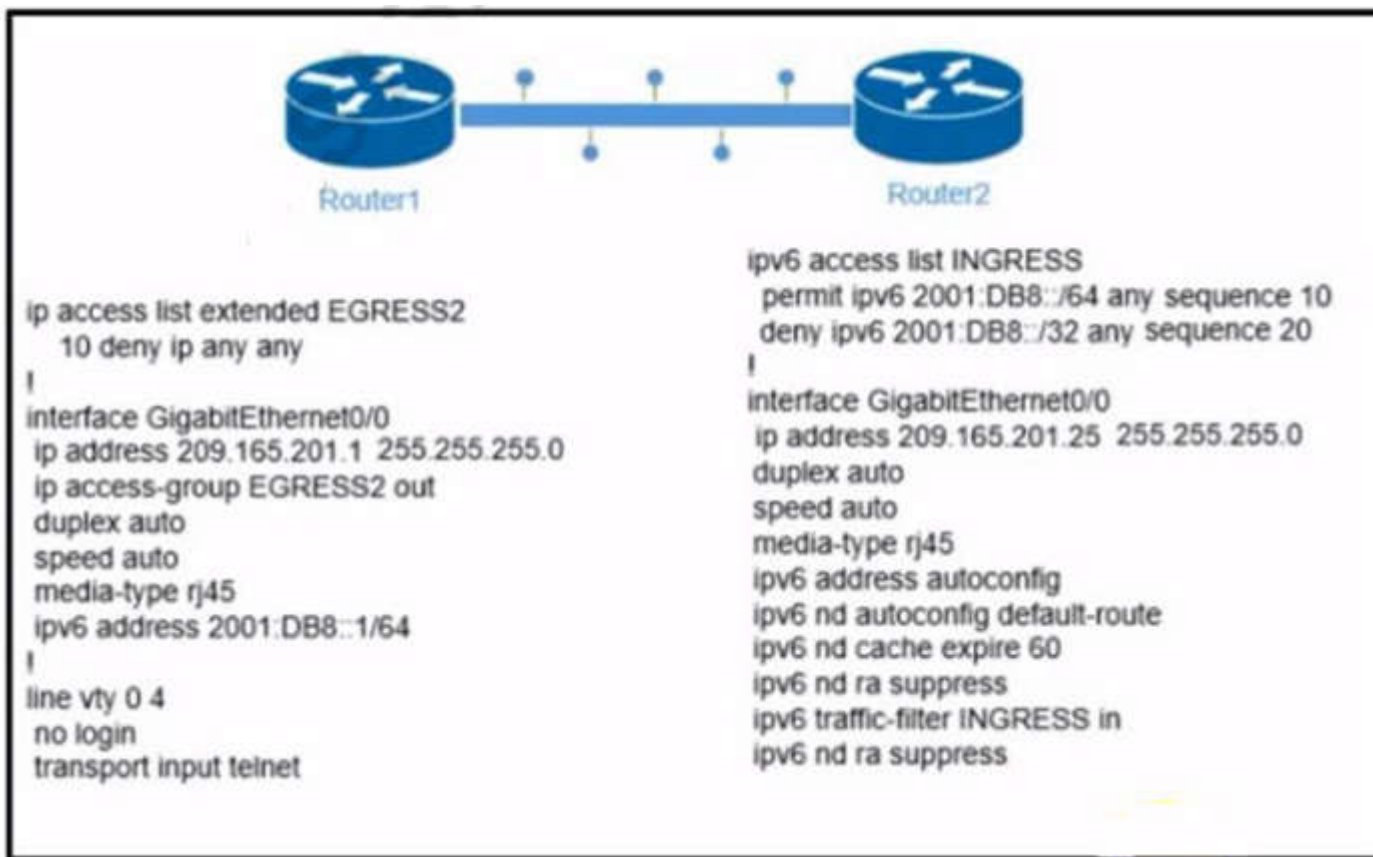 Router1
Router2
ip access list extended EGRESS2
10 deny ip any any
!
interface GigabitEthernet0/0
ip address 209.165.201.1 255.255.255.0
ip access-group EGRESS2 out
duplex auto
speed auto
media-type rj45
ipv6 address 2001:DB8::1/64
!
line vty 0 4
no login
transport input telnet
ipv6 access list INGRESS
permit ipv6 2001:DB8::/64 any sequence 10
deny ipv6 2001:DB8::/32 any sequence 20
!
interface GigabitEthernet0/0
ip address 209.165.201.25 255.255.255.0
duplex auto
speed auto
media-type rj45
ipv6 address autoconfig
ipv6 nd autoconfig default-route
ipv6 nd cache expire 60
ipv6 nd ra suppress
ipv6 traffic-filter INGRESS in
ipv6 nd ra suppress